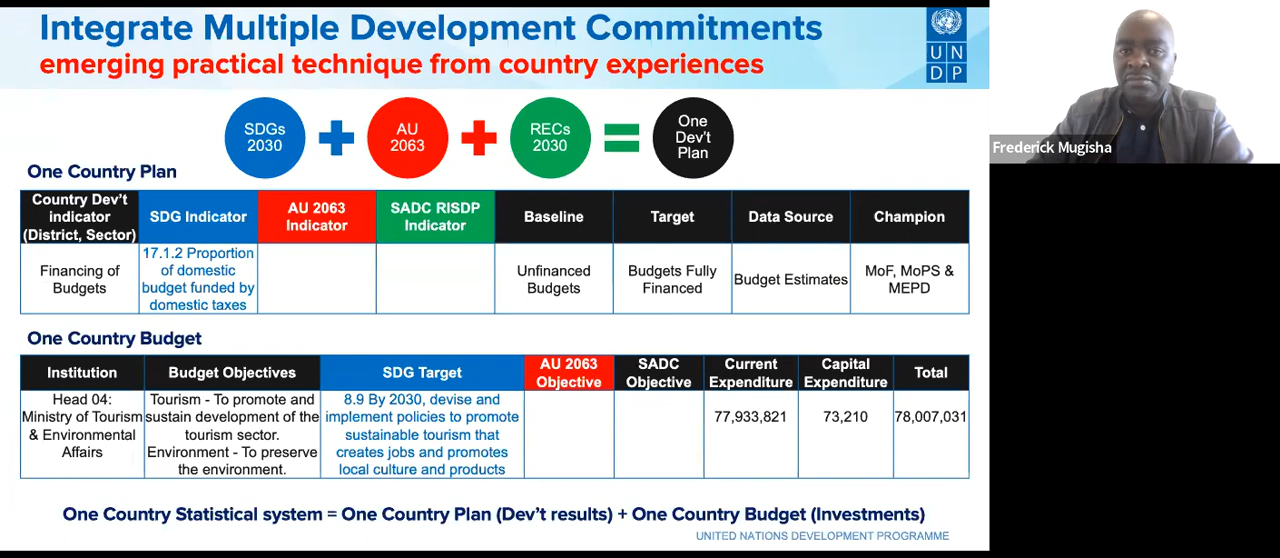 Integrate Multiple Development Commitments
emerging practical technique from country experiences
U N
D P
SDGs
2030
AU
2063
RECs
2030
One
Dev't
Plan
Frederick Mugisha
One Country Plan
Country Dev't
indicator
(District, Sector)
SDG Indicator
AU 2063
Indicator
SADC RISDP
Indicator
Baseline
Target
Data Source
Champion
Financing of
Budgets
17.1.2 Proportion
of domestic
budget funded by
domestic taxes
Unfinanced
Budgets
Budgets Fully
Financed
Budget Estimates
MoF, MoPS &
MEPD
One Country Budget
Institution
Budget Objectives
SDG Target
AU 2063
Objective
SADC
Objective
Current
Expenditure
Capital
Expenditure
Total
Head 04:
Ministry of Tourism
& Environmental
Affairs
Tourism - To promote and
sustain development of the
tourism sector.
Environment - To preserve
the environment.
8.9 By 2030, devise and
implement policies to promote
sustainable tourism that
creates jobs and promotes
local culture and products
77,933,821
73,210
78,007,031
One Country Statistical system = One Country Plan (Dev't results) + One Country Budget (Investments)
UNITED NATIONS DEVELOPMENT PROGRAMME